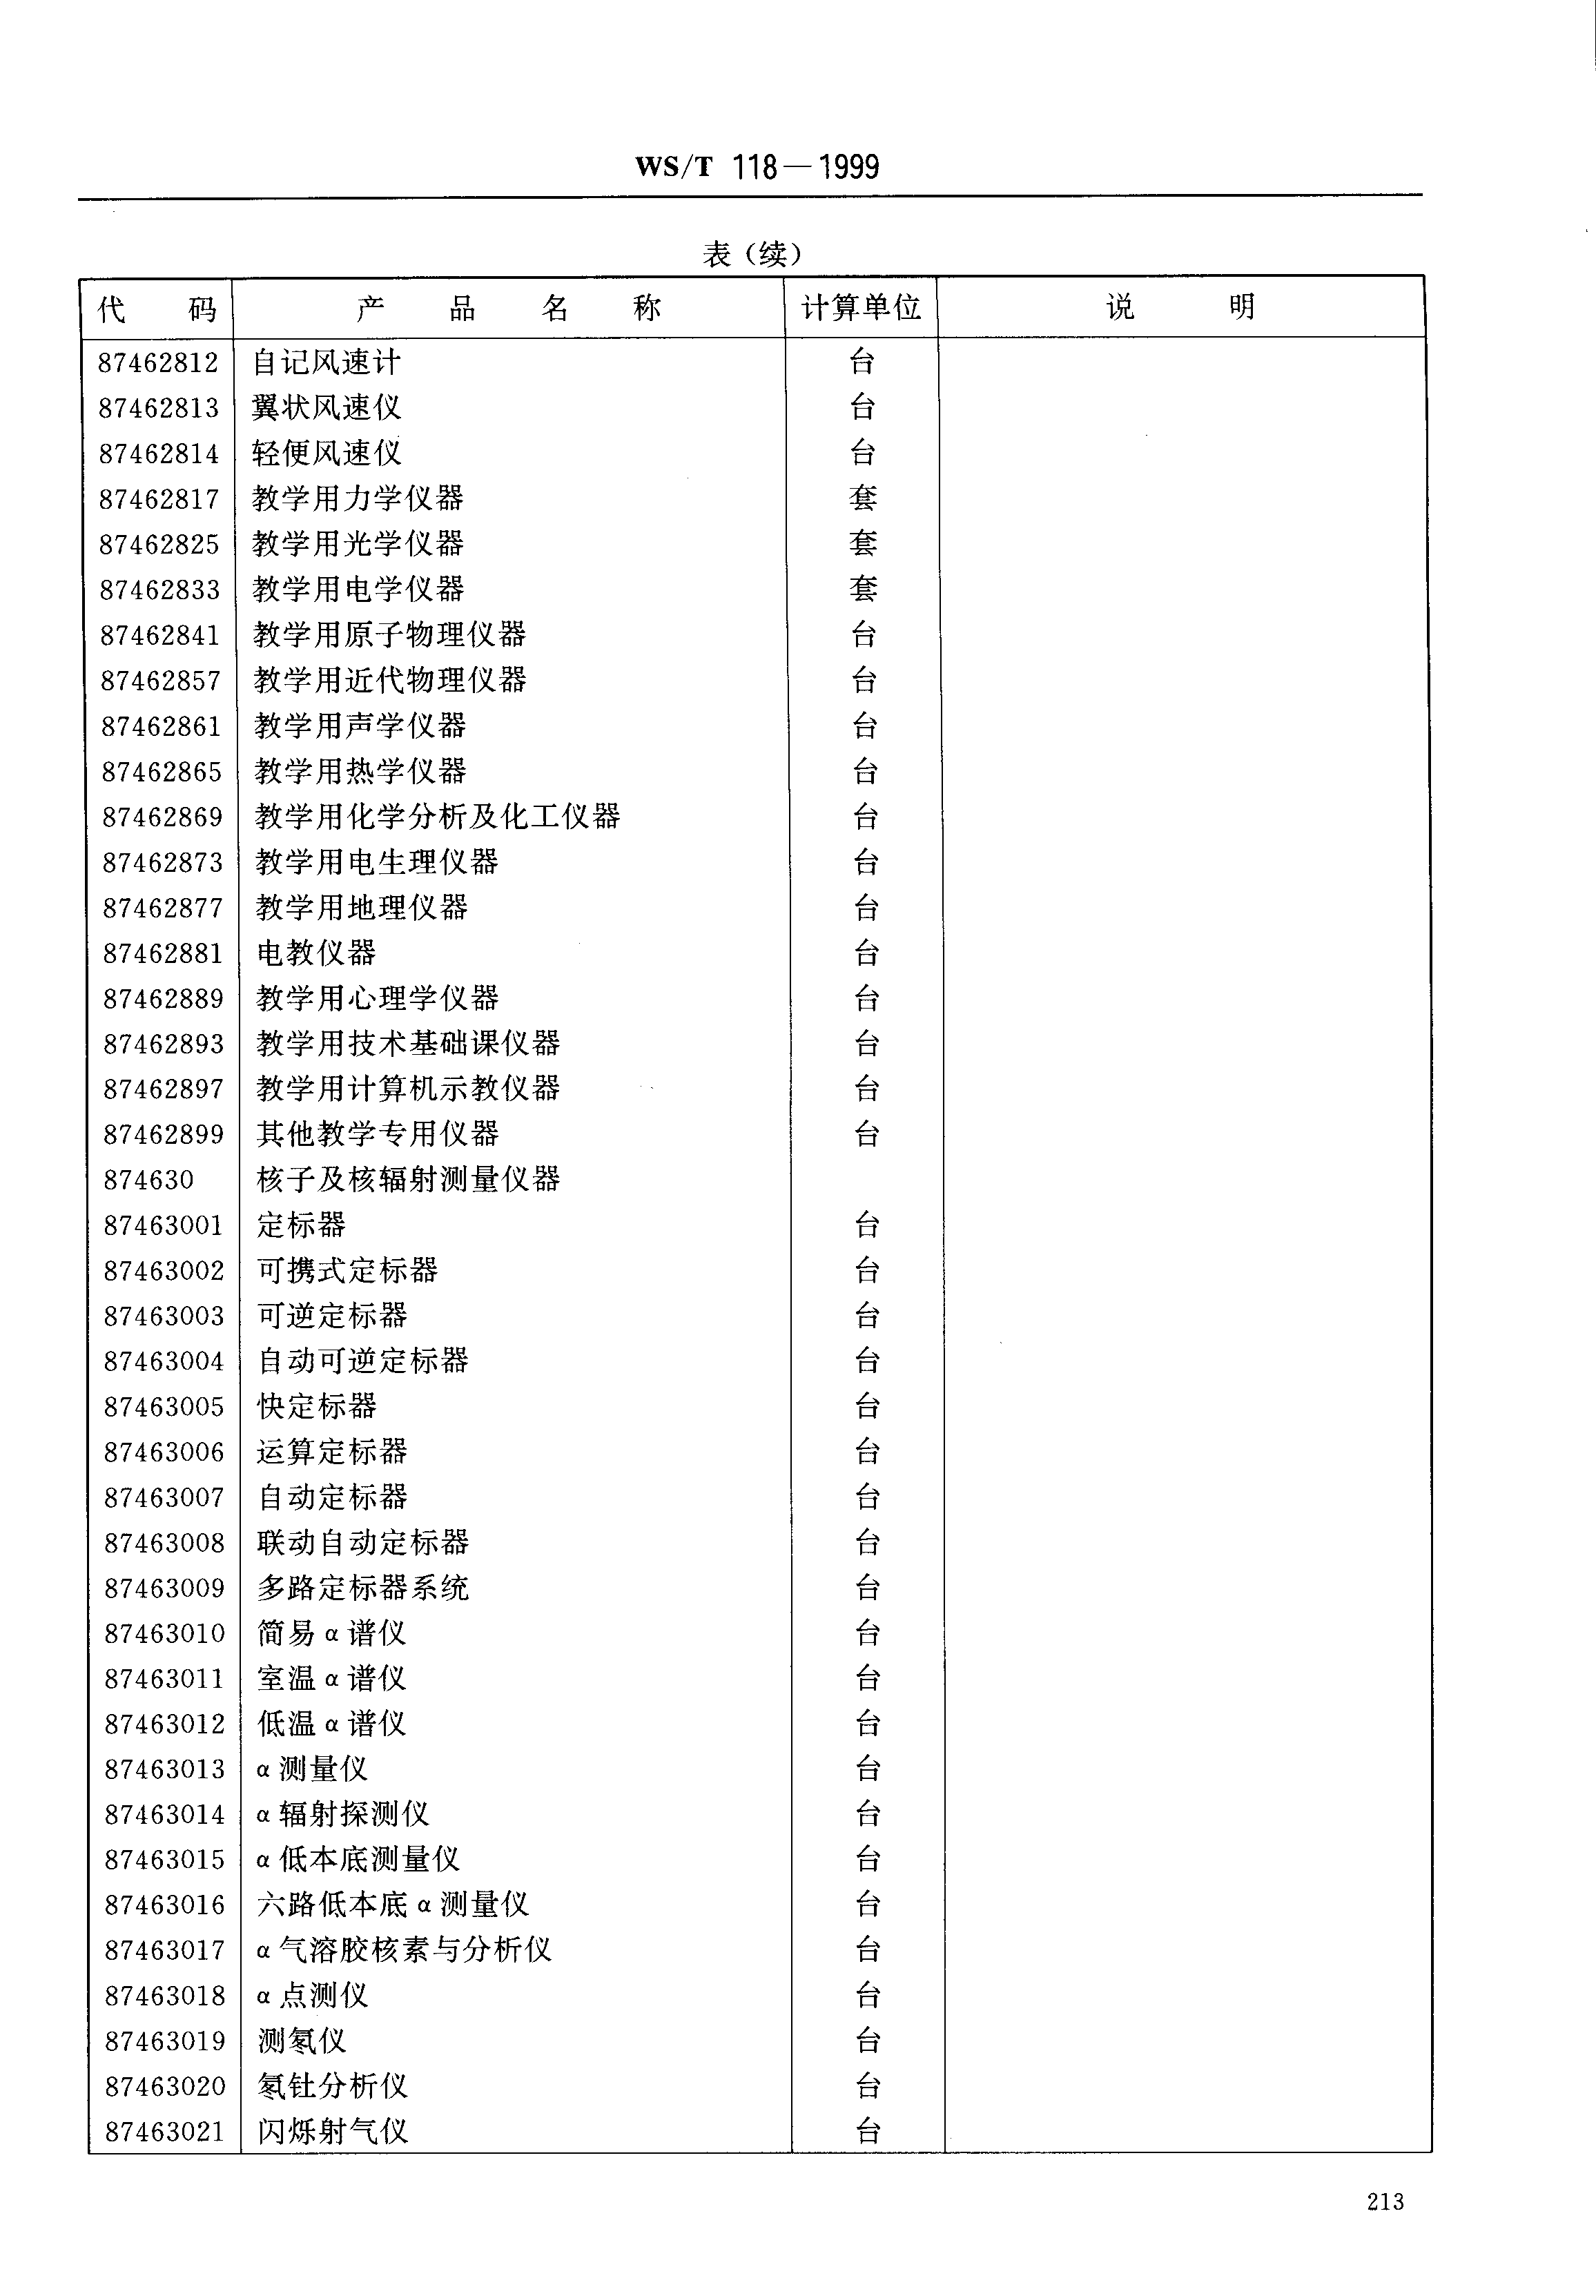 WS/T 118—1999
表(续)
代 码 产 品 名 称 计算单位 说 明
87462812 自记风速计 台
87462813 翼状风速仪 台
87462814 轻便风速仪 台
87462817 教学用力学仪器 套
87462825 教学用光学仪器 套
87462833 教学用电学仪器 套
87462841 教学用原子物理仪器 台
87462857 教学用近代物理仪器 台
87462861 教学用声学仪器 台
87462865 教学用热学仪器 台
87462869 教学用化学分析及化工仪器 台
87462873 教学用电生理仪器 台
87462877 教学用地理仪器 台
87462881 电教仪器 台
87462889 教学用心理学仪器 台
87462893 教学用技术基础课仪器 台
87462897 教学用计算机示教仪器 台
87462899 其他教学专用仪器 台
874630 核子及核辐射测量仪器
87463001 定标器 台
87463002 可携式定标器 台
87463003 可逆定标器 台
87463004 自动可逆定标器 台
87463005 快定标器 台
87463006 运算定标器 台
87463007 自动定标器 台
87463008 联动自动定标器 台
87463009 多路定标器系统 台
87463010 简易α谱仪 台
87463011 室温α谱仪 台
87463012 低温α谱仪 台
87463013 α测量仪 台
87463014 α辐射探测仪 台
87463015 α低本底测量仪 台
87463016 六路低本底α测量仪 台
87463017 α气溶胶核素与分析仪 台
87463018 α点测仪 台
87463019 测氡仪 台
87463020 氡钍分析仪 台
87463021 闪烁射气仪 台
213